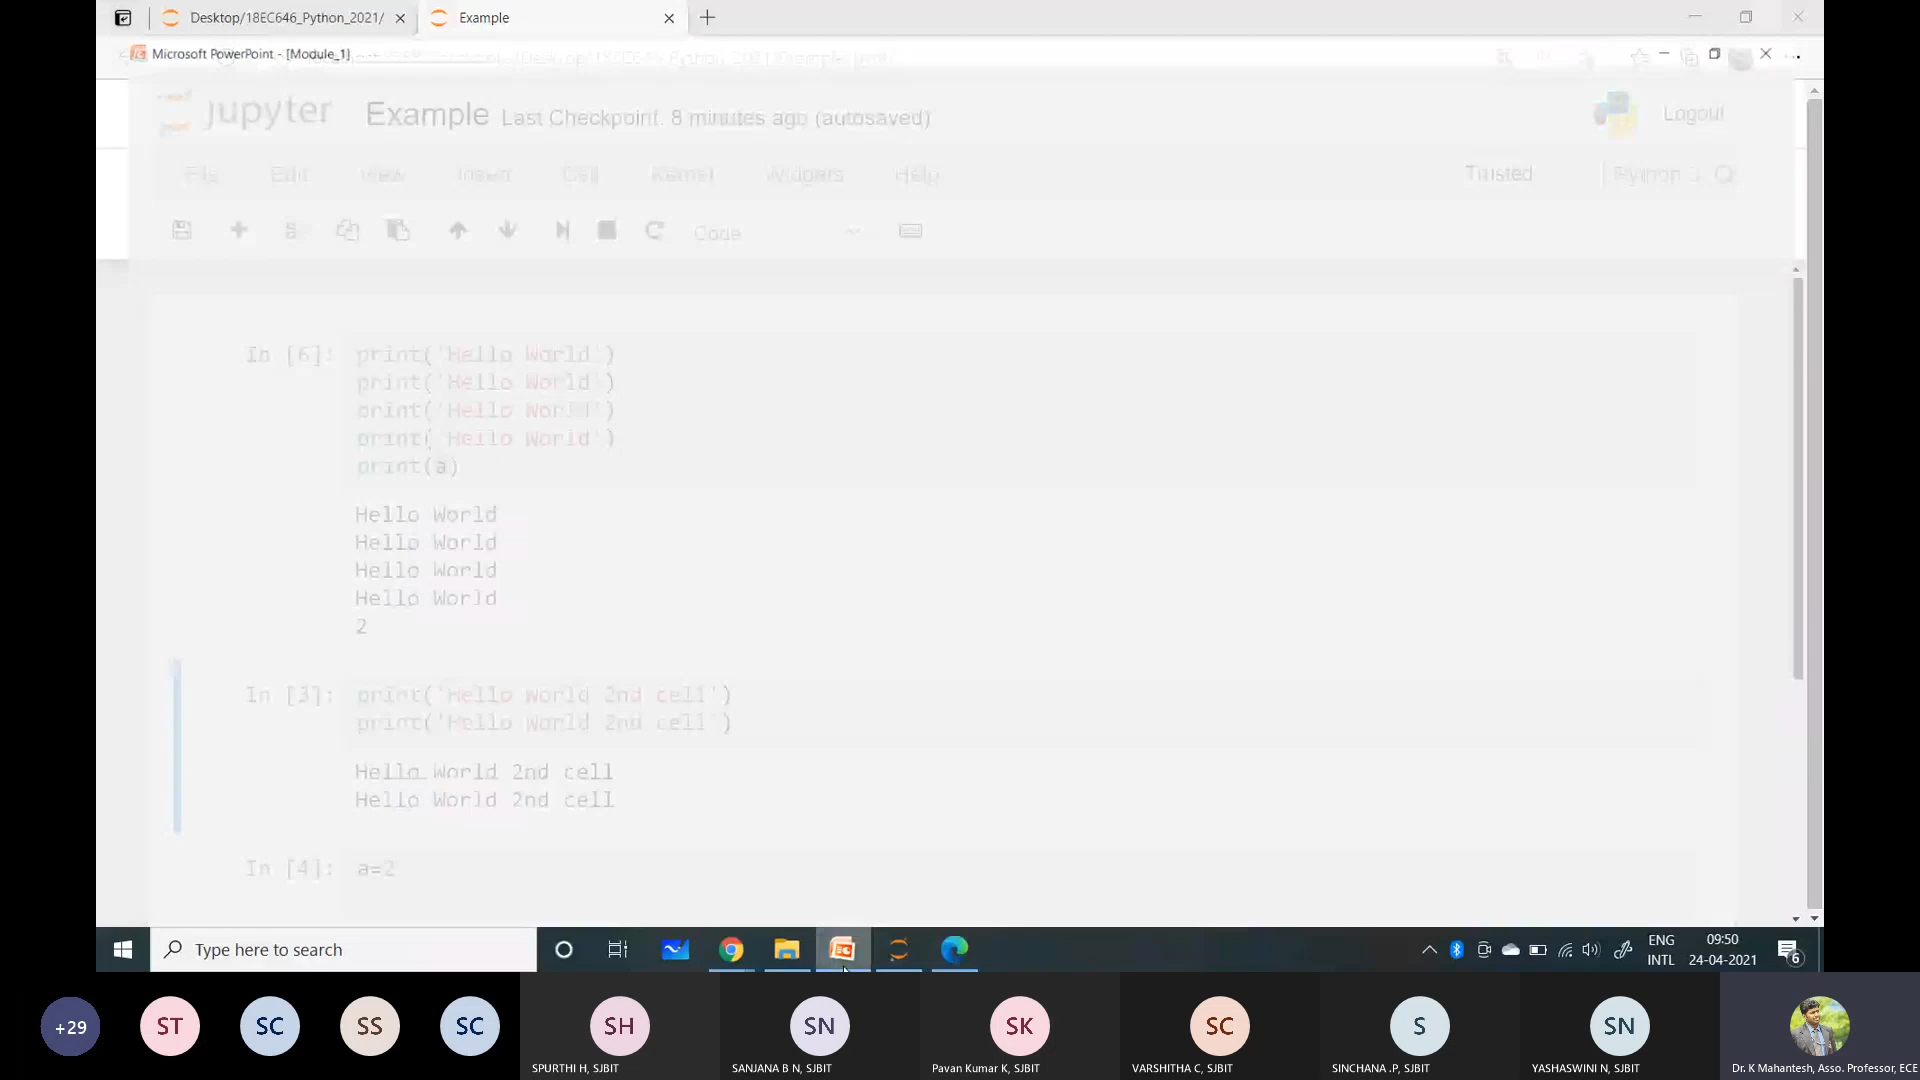 Desktop/18EC646_Python_2021/
Example
Microsoft PowerPoint - [Module_1]
jupyter Example Last Checkpoint: 8 minutes ago (autosaved)
Logout
File Edit View Insert Cell Kernel Widgets Help
Trusted
Python 3
Code
In [6]: print('Hello World')
print('Hello World')
print('Hello World')
print('Hello World')
print(a)
Hello World
Hello World
Hello World
Hello World
2
In [3]: print('Hello World 2nd cell')
print('Hello World 2nd cell')
Hello World 2nd cell
Hello World 2nd cell
In [4]: a=2
Type here to search
ENG
INTL
09:50
24-04-2021
6
+29
ST
SC
SS
SC
SH
SN
SK
SC
S
SN
SPURTHI H, SJBIT
SANJANA B N, SJBIT
Pavan Kumar K, SJBIT
VARSHITHA C, SJBIT
SINCHANA .P, SJBIT
YASHASWINI N, SJBIT
Dr. K Mahantesh, Asso. Professor, ECE